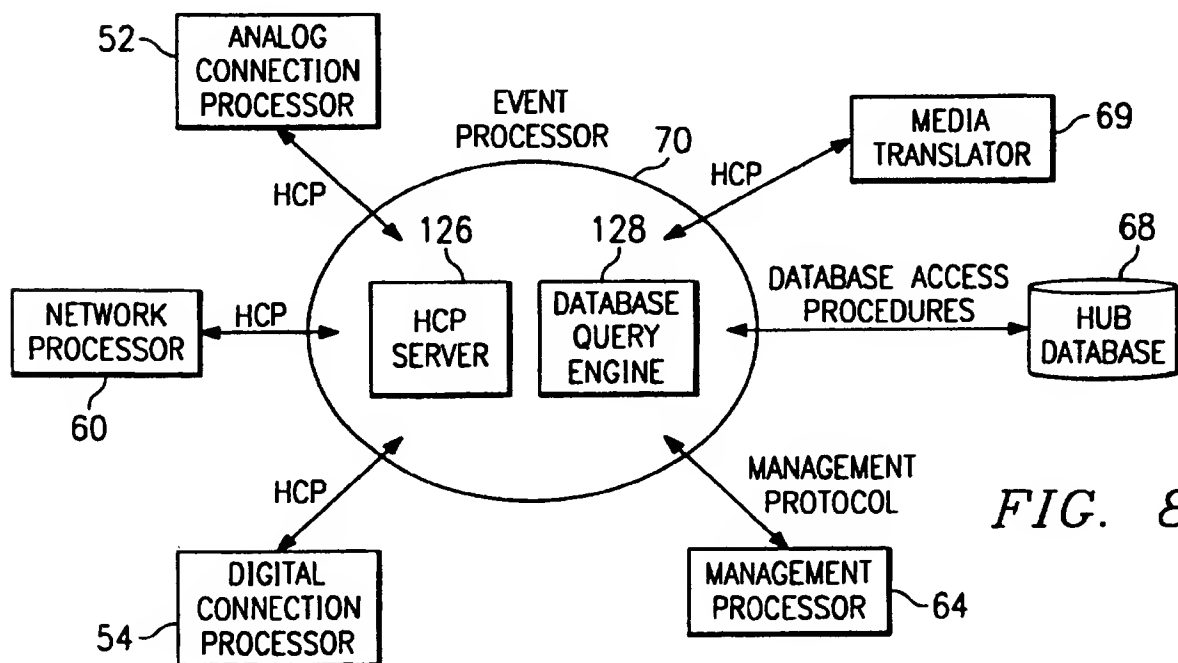 52
ANALOG
CONNECTION
PROCESSOR
EVENT
PROCESSOR
70
MEDIA
TRANSLATOR
69
HCP
HCP
126
128
68
NETWORK
PROCESSOR
60
HCP
HCP
SERVER
DATABASE
QUERY
ENGINE
DATABASE ACCESS
PROCEDURES
HUB
DATABASE
HCP
MANAGEMENT
PROTOCOL
FIG. 8
DIGITAL
CONNECTION
PROCESSOR
54
MANAGEMENT
PROCESSOR
64